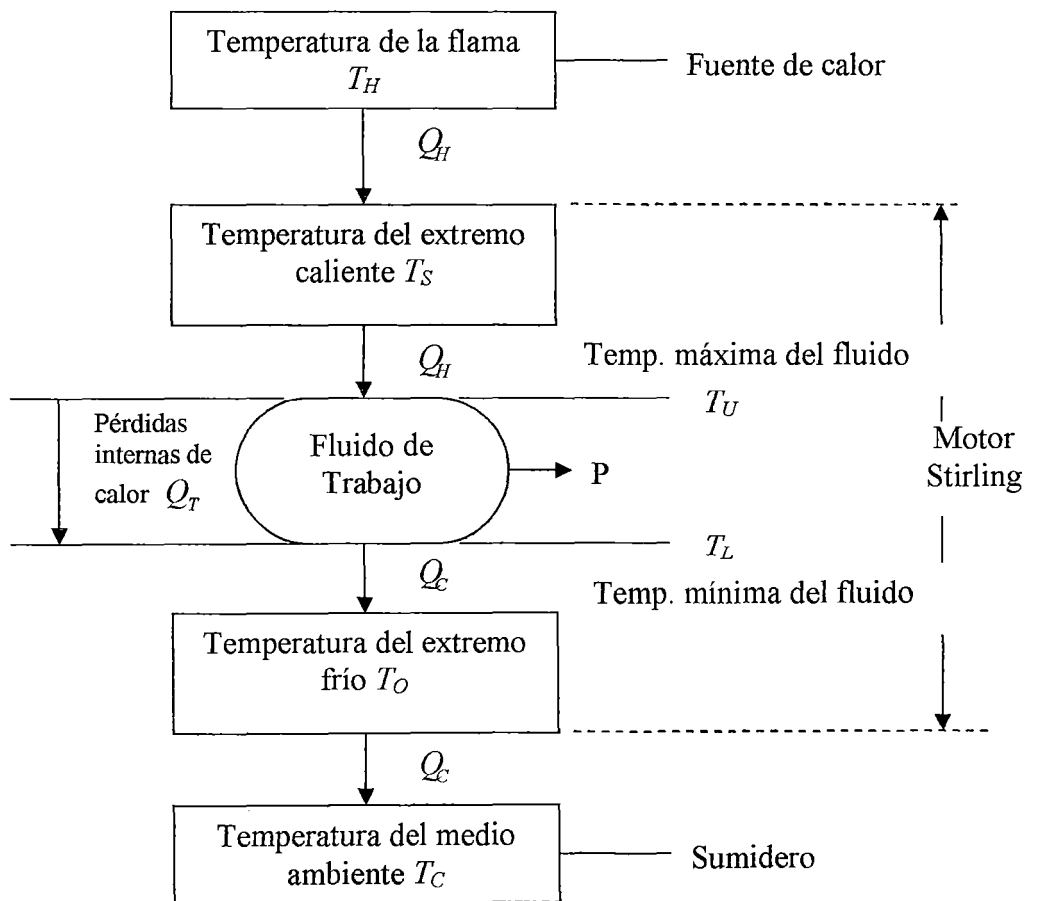 Temperatura de la flama
T_H
Fuente de calor
Q_H
Temperatura del extremo
caliente T_S
Q_H
Temp. máxima del fluido
T_U
Pérdidas
internas de
calor Q_T
Fluido de
Trabajo
P
Motor
Stirling
T_L
Q_C
Temp. mínima del fluido
Temperatura del extremo
frío T_O
Q_C
Temperatura del medio
ambiente T_C
Sumidero